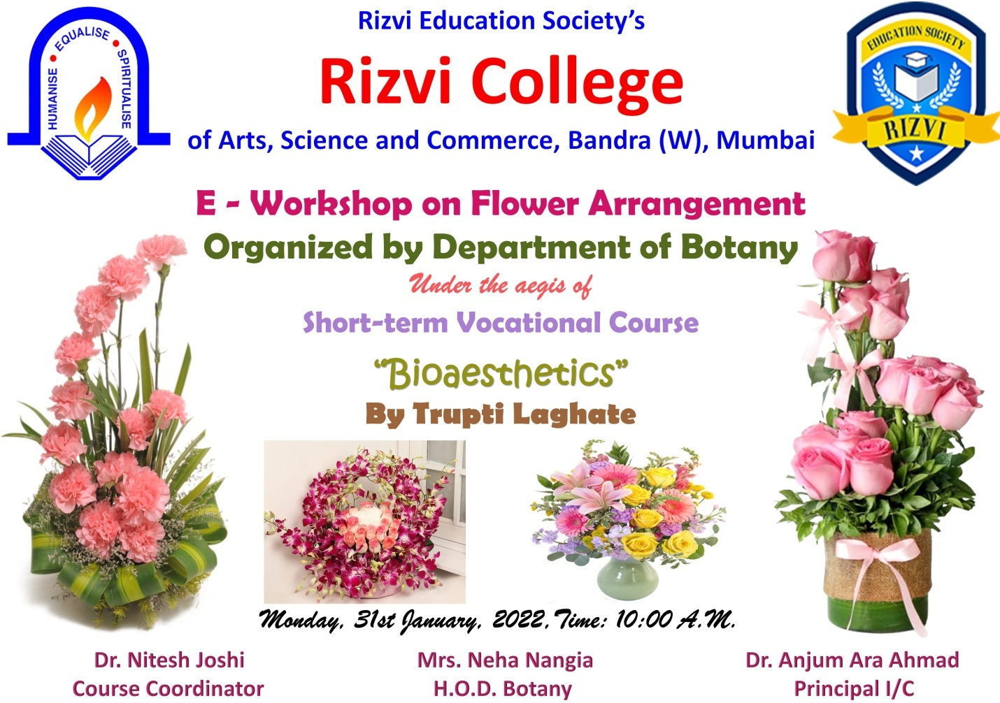 Rizvi Education Society’s
HUMANISE • EQUALISE • SPIRITUALISE
EDUCATION SOCIETY
RIZVI
Rizvi College
of Arts, Science and Commerce, Bandra (W), Mumbai
E - Workshop on Flower Arrangement
Organized by Department of Botany
Under the aegis of
Short-term Vocational Course
“Bioaesthetics”
By Trupti Laghate
Monday, 31st January, 2022, Time: 10:00 A.M.
Dr. Nitesh Joshi
Course Coordinator
Mrs. Neha Nangia
H.O.D. Botany
Dr. Anjum Ara Ahmad
Principal I/C